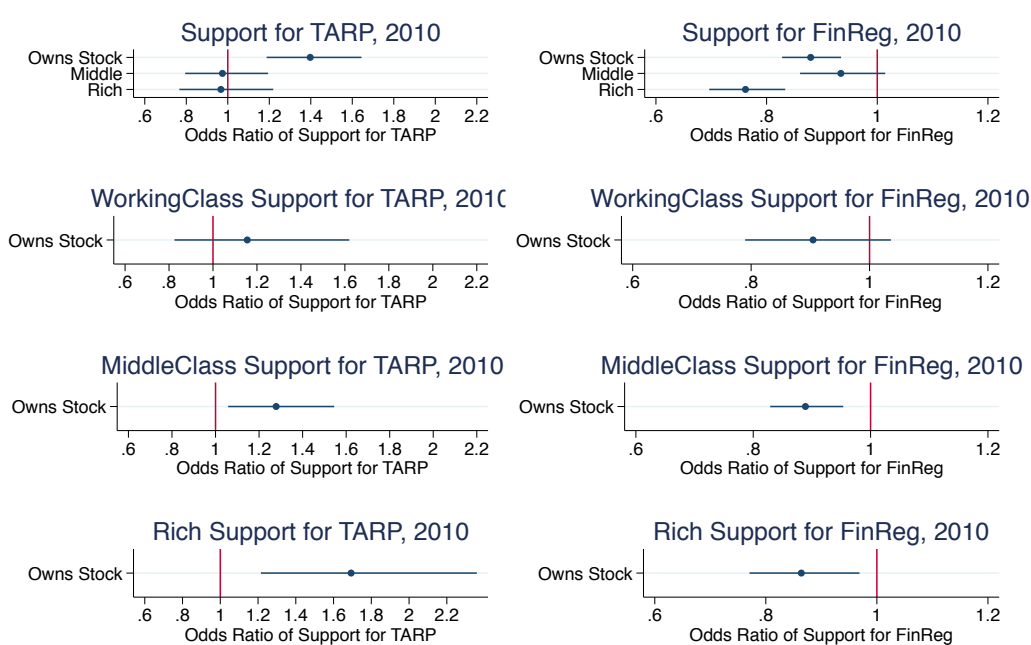 Support for TARP, 2010
Owns Stock
Middle
Rich
.6 .8 1 1.2 1.4 1.6 1.8 2 2.2
Odds Ratio of Support for TARP
Support for FinReg, 2010
Owns Stock
Middle
Rich
.6 .8 1 1.2
Odds Ratio of Support for FinReg
WorkingClass Support for TARP, 2010
Owns Stock
.6 .8 1 1.2 1.4 1.6 1.8 2 2.2
Odds Ratio of Support for TARP
WorkingClass Support for FinReg, 2010
Owns Stock
.6 .8 1 1.2
Odds Ratio of Support for FinReg
MiddleClass Support for TARP, 2010
Owns Stock
.6 .8 1 1.2 1.4 1.6 1.8 2 2.2
Odds Ratio of Support for TARP
MiddleClass Support for FinReg, 2010
Owns Stock
.6 .8 1 1.2
Odds Ratio of Support for FinReg
Rich Support for TARP, 2010
Owns Stock
.6 .8 1 1.2 1.4 1.6 1.8 2 2.2
Odds Ratio of Support for TARP
Rich Support for FinReg, 2010
Owns Stock
.6 .8 1 1.2
Odds Ratio of Support for FinReg